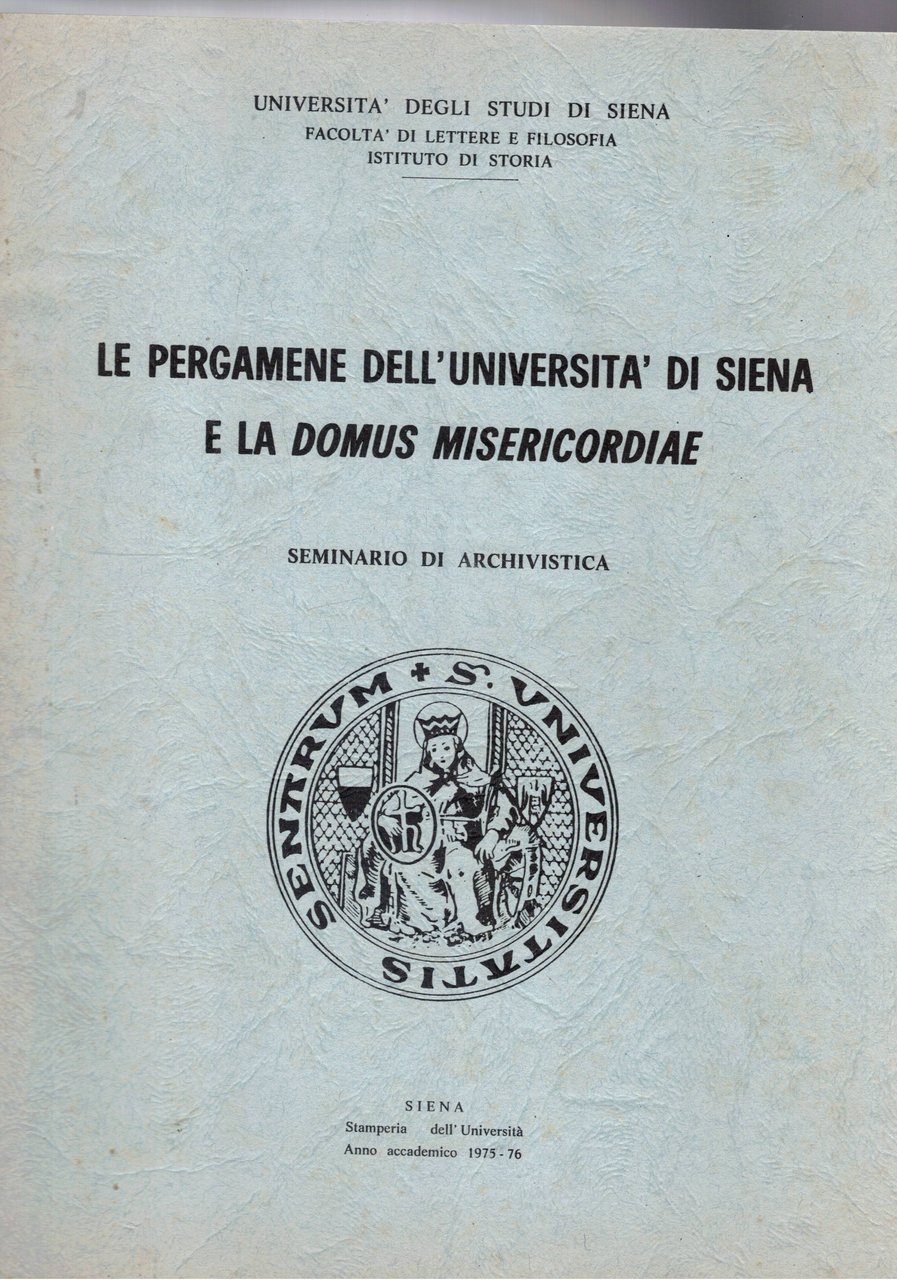 UNIVERSITA' DEGLI STUDI DI SIENA
FACOLTA' DI LETTERE E FILOSOFIA
ISTITUTO DI STORIA
LE PERGAMENE DELL'UNIVERSITA' DI SIENA
E LA DOMUS MISERICORDIAE
SEMINARIO DI ARCHIVISTICA
+ S. VNIVERSITATIS SENARVM
SIENA
Stamperia dell'Università
Anno accademico 1975-76